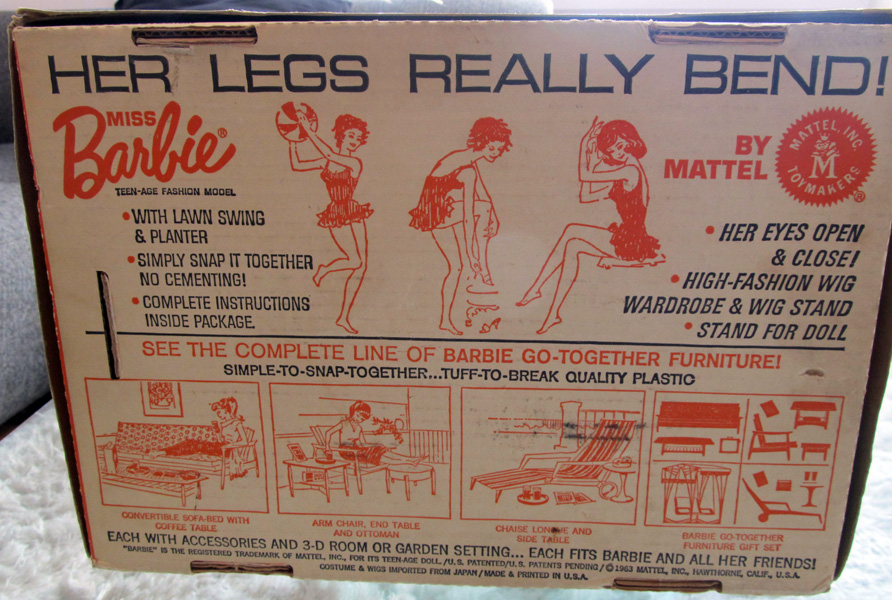 HER LEGS REALLY BEND!
MISS
Barbie®
TEEN-AGE FASHION MODEL
•WITH LAWN SWING
& PLANTER
•SIMPLY SNAP IT TOGETHER
NO CEMENTING!
•COMPLETE INSTRUCTIONS
INSIDE PACKAGE.
BY
MATTEL
MATTEL, INC.
M
TOYMAKERS
®
•HER EYES OPEN
& CLOSE!
•HIGH-FASHION WIG
WARDROBE & WIG STAND
•STAND FOR DOLL
SEE THE COMPLETE LINE OF BARBIE GO-TOGETHER FURNITURE!
SIMPLE-TO-SNAP-TOGETHER...TUFF-TO-BREAK QUALITY PLASTIC
CONVERTIBLE SOFA-BED WITH
COFFEE TABLE
ARM CHAIR, END TABLE
AND OTTOMAN
CHAISE LONGUE AND
SIDE TABLE
BARBIE GO-TOGETHER
FURNITURE GIFT SET
EACH WITH ACCESSORIES AND 3-D ROOM OR GARDEN SETTING... EACH FITS BARBIE AND ALL HER FRIENDS!
"BARBIE" IS THE REGISTERED TRADEMARK OF MATTEL, INC., FOR ITS TEEN-AGE DOLL./U.S. PATENTED/U.S. PATENTS PENDING/©1963 MATTEL, INC., HAWTHORNE, CALIF., U.S.A.
COSTUME & WIGS IMPORTED FROM JAPAN/MADE & PRINTED IN U.S.A.